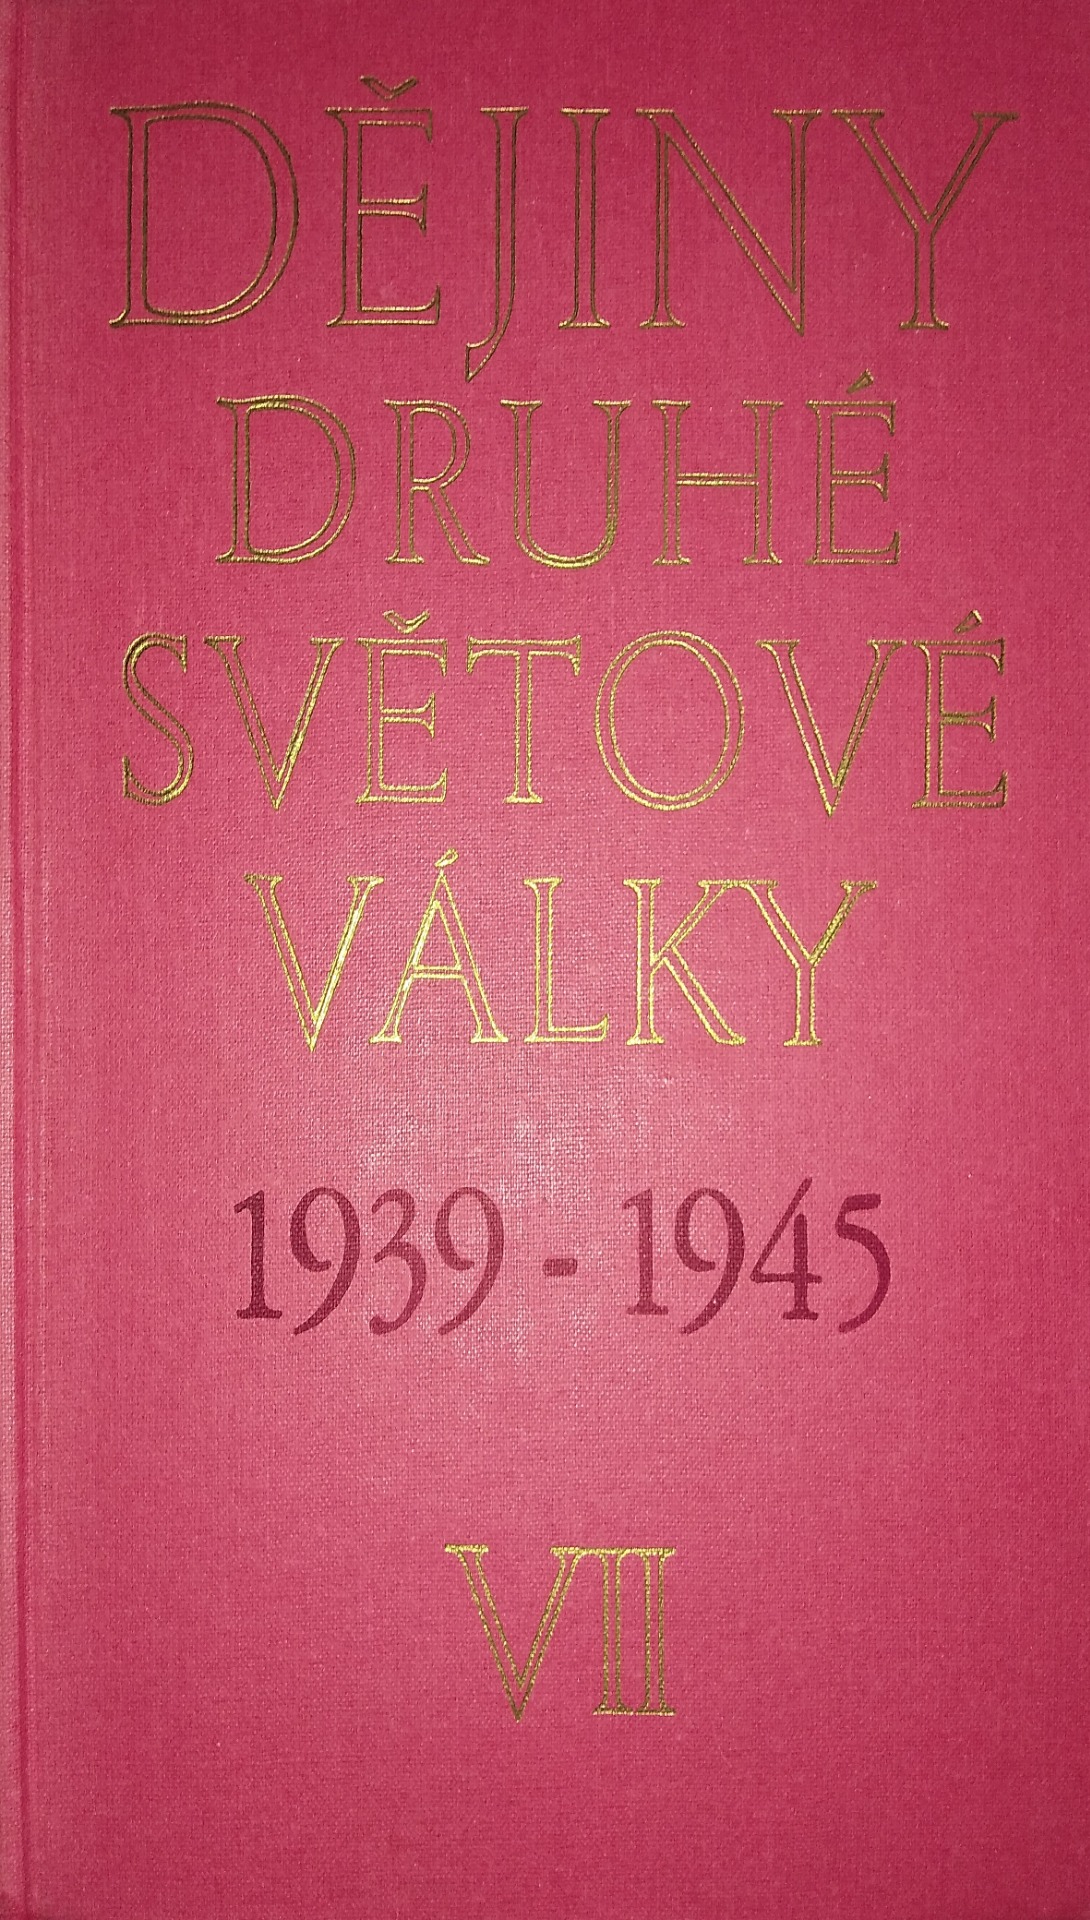 DĚJINY
DRUHÉ
SVĚTOVÉ
VÁLKY
1939-1945
VII